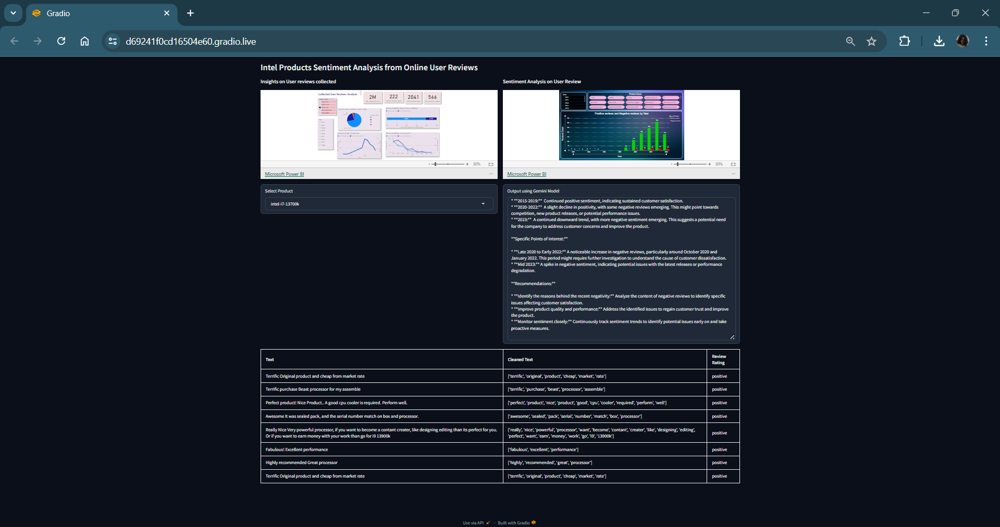 Gradio
d69241f0cd16504e60.gradio.live
Intel Products Sentiment Analysis from Online User Reviews
Insights on User reviews collected
Sentiment Analysis on User Review
Collected User Reviews Analysis
2M
222
2041
566
Product Name
Positive reviews and Negative reviews by Year
Year
30%
30%
Microsoft Power BI
Microsoft Power BI
Select Product
intel-i7-13700k
Output using Gemini Model
* **2015-2019:** Continued positive sentiment, indicating sustained customer satisfaction.
* **2020-2022:** A slight decline in positivity, with some negative reviews emerging. This might point towards
competition, new product releases, or potential performance issues.
* **2023:** A continued downward trend, with more negative sentiment emerging. This suggests a potential need
for the company to address customer concerns and improve the product.
**Specific Points of Interest:**
* **Late 2020 to Early 2022:** A noticeable increase in negative reviews, particularly around October 2020 and
January 2022. This period might require further investigation to understand the cause of customer dissatisfaction.
* **Mid 2023:** A spike in negative sentiment, indicating potential issues with the latest releases or performance
degradation.
**Recommendations:**
* **Identify the reasons behind the recent negativity:** Analyze the content of negative reviews to identify specific
issues affecting customer satisfaction.
* **Improve product quality and performance:** Address the identified issues to regain customer trust and improve
the product.
* **Monitor sentiment closely:** Continuously track sentiment trends to identify potential issues early on and take
proactive measures.
Text
Cleaned Text
Review
Rating
Terrific Original product and cheap from market rate
['terrific', 'original', 'product', 'cheap', 'market', 'rate']
positive
Terrific purchase Beast processor for my assemble
['terrific', 'purchase', 'beast', 'processor', 'assemble']
positive
Perfect product! Nice Product.. A good cpu cooler is required. Perform well.
['perfect', 'product', 'nice', 'product', 'good', 'cpu', 'cooler', 'required', 'perform', 'well']
positive
Awesome It was sealed pack, and the serial number match on box and processor.
['awesome', 'sealed', 'pack', 'serial', 'number', 'match', 'box', 'processor']
positive
Really Nice Very powerful processor, if you want to become a contant creater, like designing editing than its perfect for you.
Or if you want to earn money with your work than go for i9 13900k
['really', 'nice', 'powerful', 'processor', 'want', 'become', 'contant', 'creater', 'like', 'designing', 'editing',
'perfect', 'want', 'earn', 'money', 'work', 'go', 'i9', '13900k']
positive
Fabulous! Excellent performance
['fabulous', 'excellent', 'performance']
positive
Highly recommended Great processor
['highly', 'recommended', 'great', 'processor']
positive
Terrific Original product and cheap from market rate
['terrific', 'original', 'product', 'cheap', 'market', 'rate']
positive
Use via API · Built with Gradio